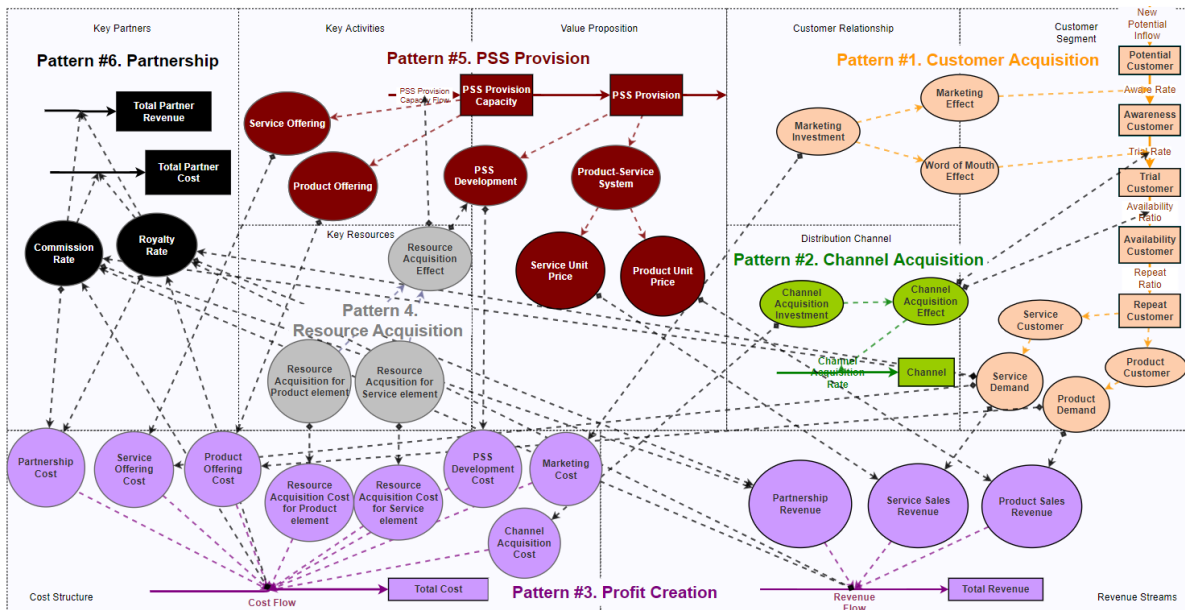 Key Partners
Key Activities
Value Proposition
Customer Relationship
Customer
Segment
New
Potential
Inflow
Pattern #6. Partnership
Pattern #5. PSS Provision
Pattern #1. Customer Acquisition
Potential
Customer
Total Partner
Revenue
PSS Provision
Capacity Flow
PSS Provision
Capacity
PSS Provision
Marketing
Effect
Aware Rate
Service Offering
Marketing
Investment
Awareness
Customer
Trial Rate
Total Partner
Cost
Product Offering
PSS
Development
Product-Service
System
Word of Mouth
Effect
Trial
Customer
Availability
Ratio
Commission
Rate
Royalty
Rate
Key Resources
Resource
Acquisition
Effect
Service Unit
Price
Product Unit
Price
Distribution Channel
Pattern #2. Channel Acquisition
Availability
Customer
Repeat
Ratio
Channel
Acquisition
Investment
Channel
Acquisition
Effect
Repeat
Customer
Pattern 4.
Resource Acquisition
Service
Customer
Product
Customer
Resource
Acquisition for
Product element
Resource
Acquisition for
Service element
Channel
Acquisition
Rate
Channel
Service
Demand
Product
Demand
Partnership
Cost
Service
Offering
Cost
Product
Offering
Cost
Resource
Acquisition Cost
for Product
element
Resource
Acquisition Cost
for Service
element
PSS
Development
Cost
Marketing
Cost
Channel
Acquisition
Cost
Partnership
Revenue
Service Sales
Revenue
Product Sales
Revenue
Cost Structure
Cost Flow
Total Cost
Pattern #3. Profit Creation
Revenue
Flow
Total Revenue
Revenue Streams